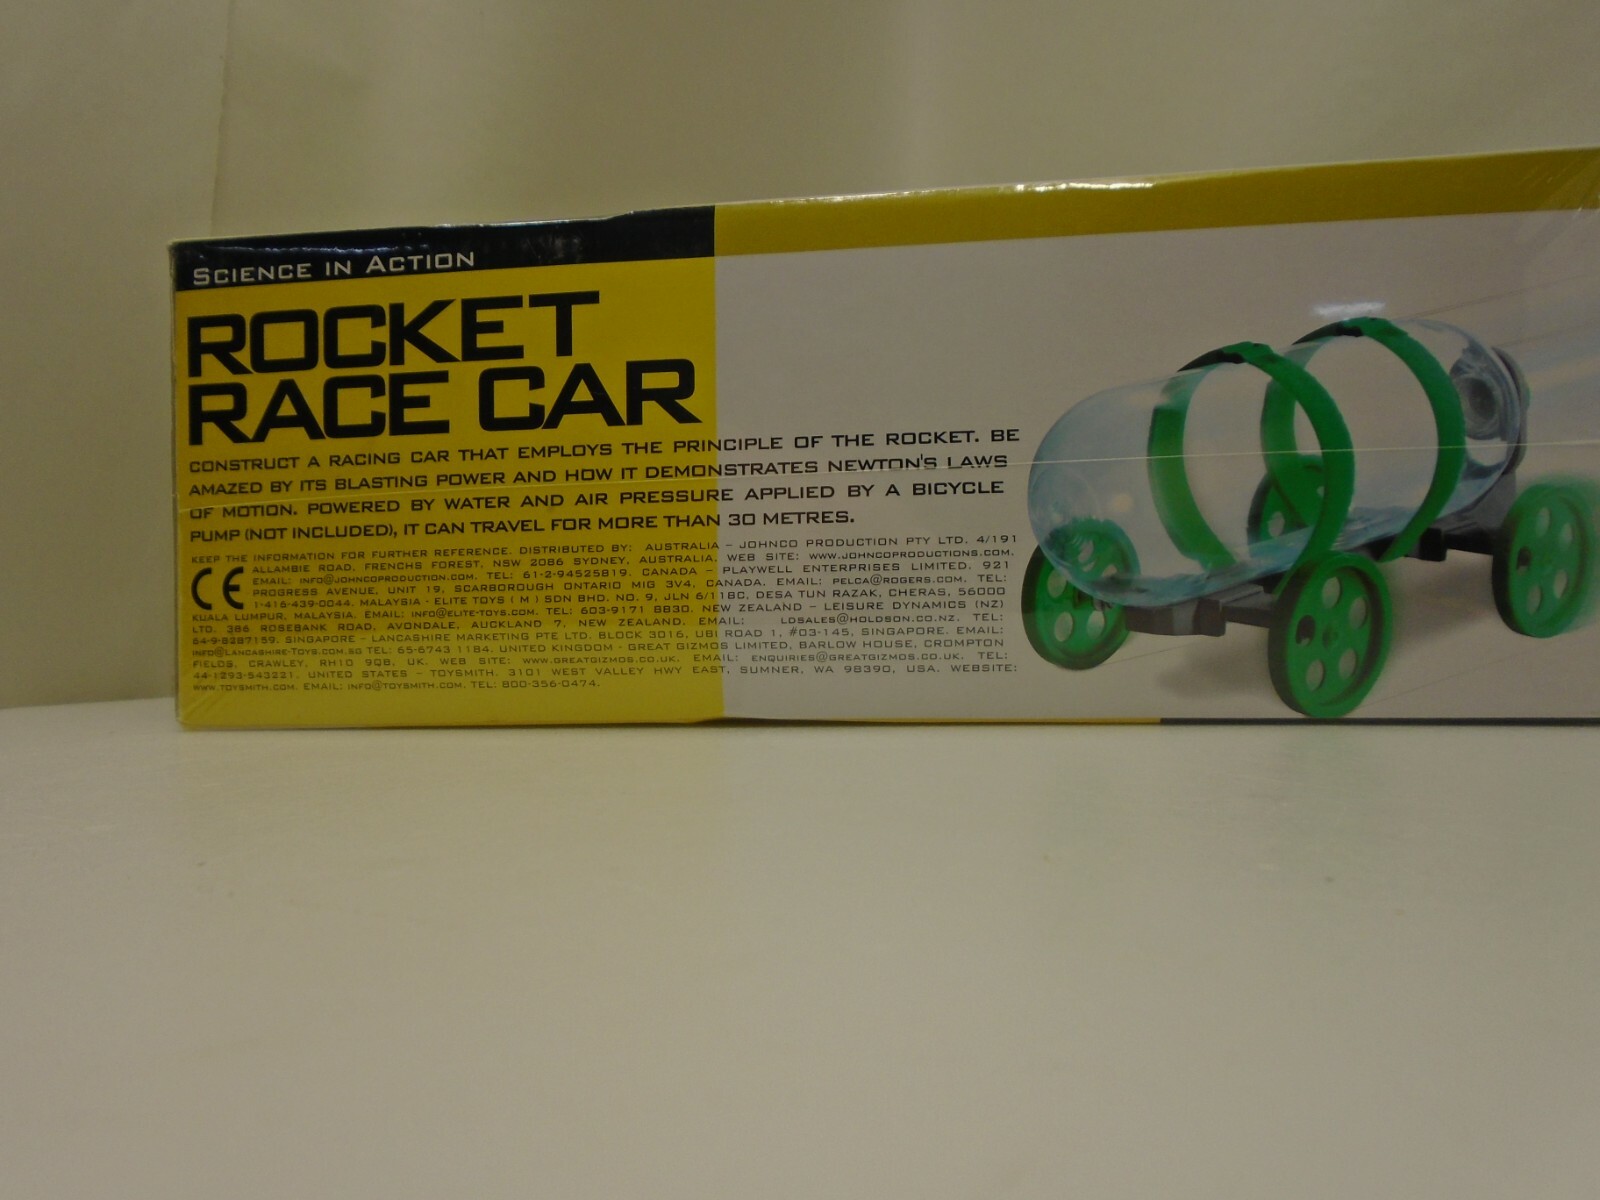 SCIENCE IN ACTION
ROCKET
RACE CAR
CONSTRUCT A RACING CAR THAT EMPLOYS THE PRINCIPLE OF THE ROCKET. BE
AMAZED BY ITS BLASTING POWER AND HOW IT DEMONSTRATES NEWTON'S LAWS
OF MOTION. POWERED BY WATER AND AIR PRESSURE APPLIED BY A BICYCLE
PUMP (NOT INCLUDED), IT CAN TRAVEL FOR MORE THAN 30 METRES.
KEEP THE INFORMATION FOR FURTHER REFERENCE. DISTRIBUTED BY: AUSTRALIA – JOHNCO PRODUCTION PTY LTD. 4/191
ALLAMBIE ROAD, FRENCHS FOREST, NSW 2086 SYDNEY, AUSTRALIA. WEB SITE: WWW.JOHNCOPRODUCTIONS.COM.
CE EMAIL: INFO@JOHNCOPRODUCTION.COM. TEL: 61-2-94525819. CANADA – PLAYWELL ENTERPRISES LIMITED. 921
PROGRESS AVENUE, UNIT 19, SCARBOROUGH ONTARIO MIG 3V4, CANADA. EMAIL: PELCA@ROGERS.COM. TEL:
1-416-439-0044. MALAYSIA - ELITE TOYS ( M ) SDN BHD. NO. 9, JLN 6/118C, DESA TUN RAZAK, CHERAS, 56000
KUALA LUMPUR, MALAYSIA. EMAIL: INFO@ELITE-TOYS.COM. TEL: 603-9171 8830. NEW ZEALAND – LEISURE DYNAMICS (NZ)
LTD. 386 ROSEBANK ROAD, AVONDALE, AUCKLAND 7, NEW ZEALAND. EMAIL: LDSALES@HOLDSON.CO.NZ. TEL:
64-9-8287159. SINGAPORE – LANCASHIRE MARKETING PTE LTD. BLOCK 3016, UBI ROAD 1, #03-145, SINGAPORE. EMAIL:
INFO@LANCASHIRE-TOYS.COM.SG TEL: 65-6743 1184. UNITED KINGDOM - GREAT GIZMOS LIMITED, BARLOW HOUSE, CROMPTON
FIELDS, CRAWLEY, RH10 9QB, UK. WEB SITE: WWW.GREATGIZMOS.CO.UK. EMAIL: ENQUIRIES@GREATGIZMOS.CO.UK. TEL:
44-1293-543221. UNITED STATES – TOYSMITH. 3101 WEST VALLEY HWY EAST, SUMNER, WA 98390, USA. WEBSITE:
WWW.TOYSMITH.COM. EMAIL: INFO@TOYSMITH.COM. TEL: 800-356-0474.